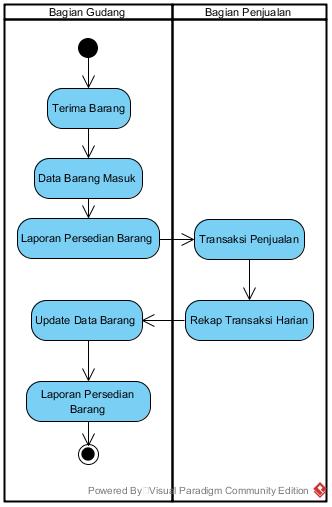 Bagian Gudang
Bagian Penjualan
Terima Barang
Data Barang Masuk
Laporan Persedian Barang
Transaksi Penjualan
Update Data Barang
Rekap Transaksi Harian
Laporan Persedian
Barang
Powered By Visual Paradigm Community Edition